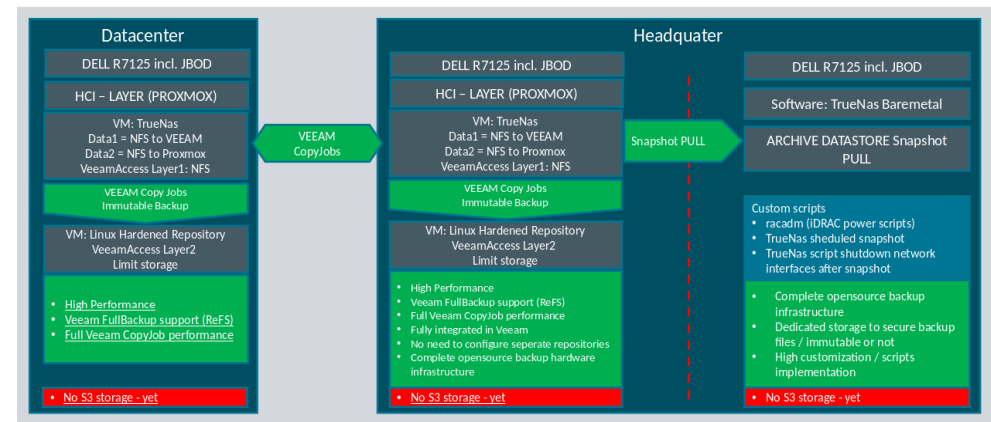 Datacenter
DELL R7125 incl. JBOD
HCI – LAYER (PROXMOX)
VM: TrueNas
Data1 = NFS to VEEAM
Data2 = NFS to Proxmox
VeeamAccess Layer1: NFS
VEEAM Copy Jobs
Immutable Backup
VM: Linux Hardened Repository
VeeamAccess Layer2
Limit storage
• High Performance
• Veeam FullBackup support (ReFS)
• Full Veeam CopyJob performance
• No S3 storage - yet
VEEAM
CopyJobs
Headquater
DELL R7125 incl. JBOD
HCI – LAYER (PROXMOX)
VM: TrueNas
Data1 = NFS to VEEAM
Data2 = NFS to Proxmox
VeeamAccess Layer1: NFS
VEEAM Copy Jobs
Immutable Backup
VM: Linux Hardened Repository
VeeamAccess Layer2
Limit storage
• High Performance
• Veeam FullBackup support (ReFS)
• Full Veeam CopyJob performance
• Fully integrated in Veeam
• No need to configure seperate repositories
• Complete opensource backup hardware
infrastructure
• No S3 storage - yet
Snapshot PULL
DELL R7125 incl. JBOD
Software: TrueNas Baremetal
ARCHIVE DATASTORE Snapshot
PULL
Custom scripts
• racadm (iDRAC power scripts)
• TrueNas sheduled snapshot
• TrueNas script shutdown network
interfaces after snapshot
• Complete opensource backup
infrastructure
• Dedicated storage to secure backup
files / immutable or not
• High customization / scripts
implementation
• No S3 storage - yet